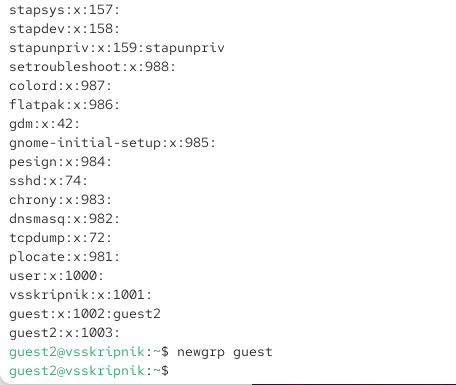 stapsys:x:157:
stapdev:x:158:
stapunpriv:x:159:stapunpriv
setroubleshoot:x:988:
colord:x:987:
flatpak:x:986:
gdm:x:42:
gnome-initial-setup:x:985:
pesign:x:984:
sshd:x:74:
chrony:x:983:
dnsmasq:x:982:
tcpdump:x:72:
plocate:x:981:
user:x:1000:
vsskripnik:x:1001:
guest:x:1002:guest2
guest2:x:1003:
guest2@vsskripnik:~$ newgrp guest
guest2@vsskripnik:~$